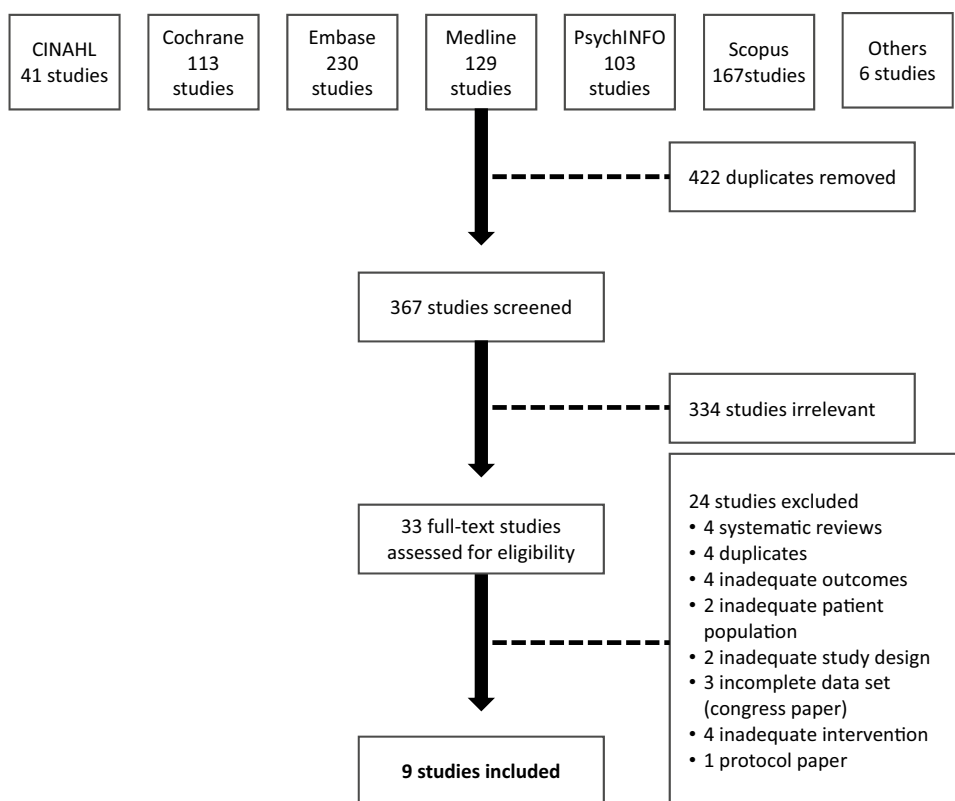 CINAHL
41 studies
Cochrane
113
studies
Embase
230
studies
Medline
129
studies
PsychINFO
103
studies
Scopus
167studies
Others
6 studies
422 duplicates removed
367 studies screened
334 studies irrelevant
33 full-text studies
assessed for eligibility
24 studies excluded
• 4 systematic reviews
• 4 duplicates
• 4 inadequate outcomes
• 2 inadequate patient
population
• 2 inadequate study design
• 3 incomplete data set
(congress paper)
• 4 inadequate intervention
• 1 protocol paper
9 studies included